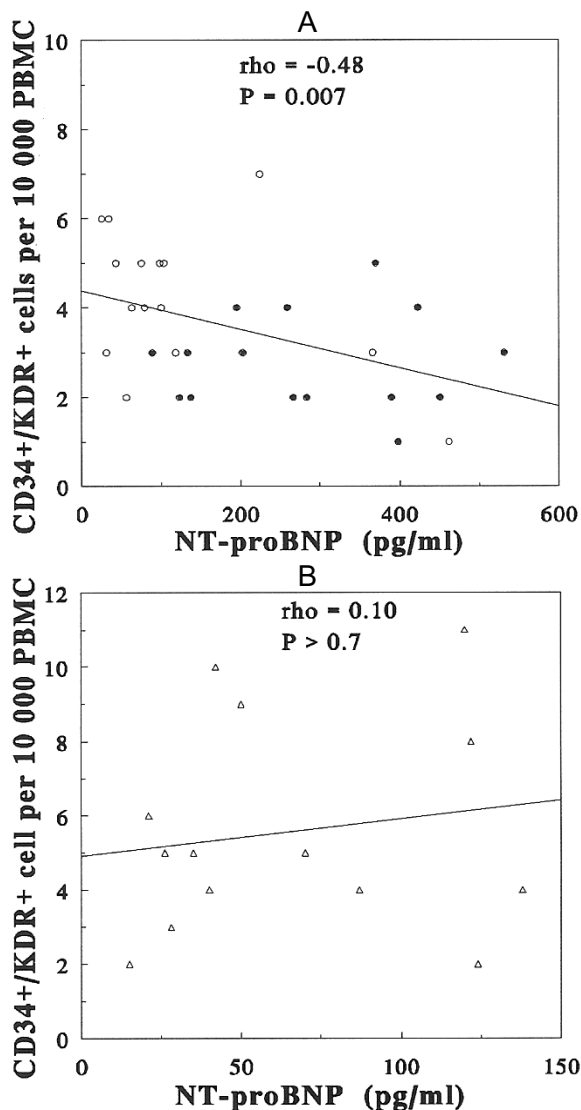 A
rho = -0.48
P = 0.007
CD34+/KDR+ cells per 10 000 PBMC
10
8
6
4
2
0
0 200 400 600
NT-proBNP (pg/ml)
B
rho = 0.10
P > 0.7
CD34+/KDR+ cell per 10 000 PBMC
12
10
8
6
4
2
0
0 50 100 150
NT-proBNP (pg/ml)